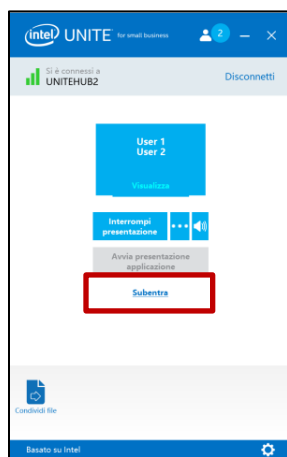 intel UNITE for small business 2
Si è connessi a
UNITEHUB2
Disconnetti
User 1
User 2
Visualizza
Interrompi
presentazione
Avvia presentazione
applicazione
Subentra
Condividi file
Basato su Intel